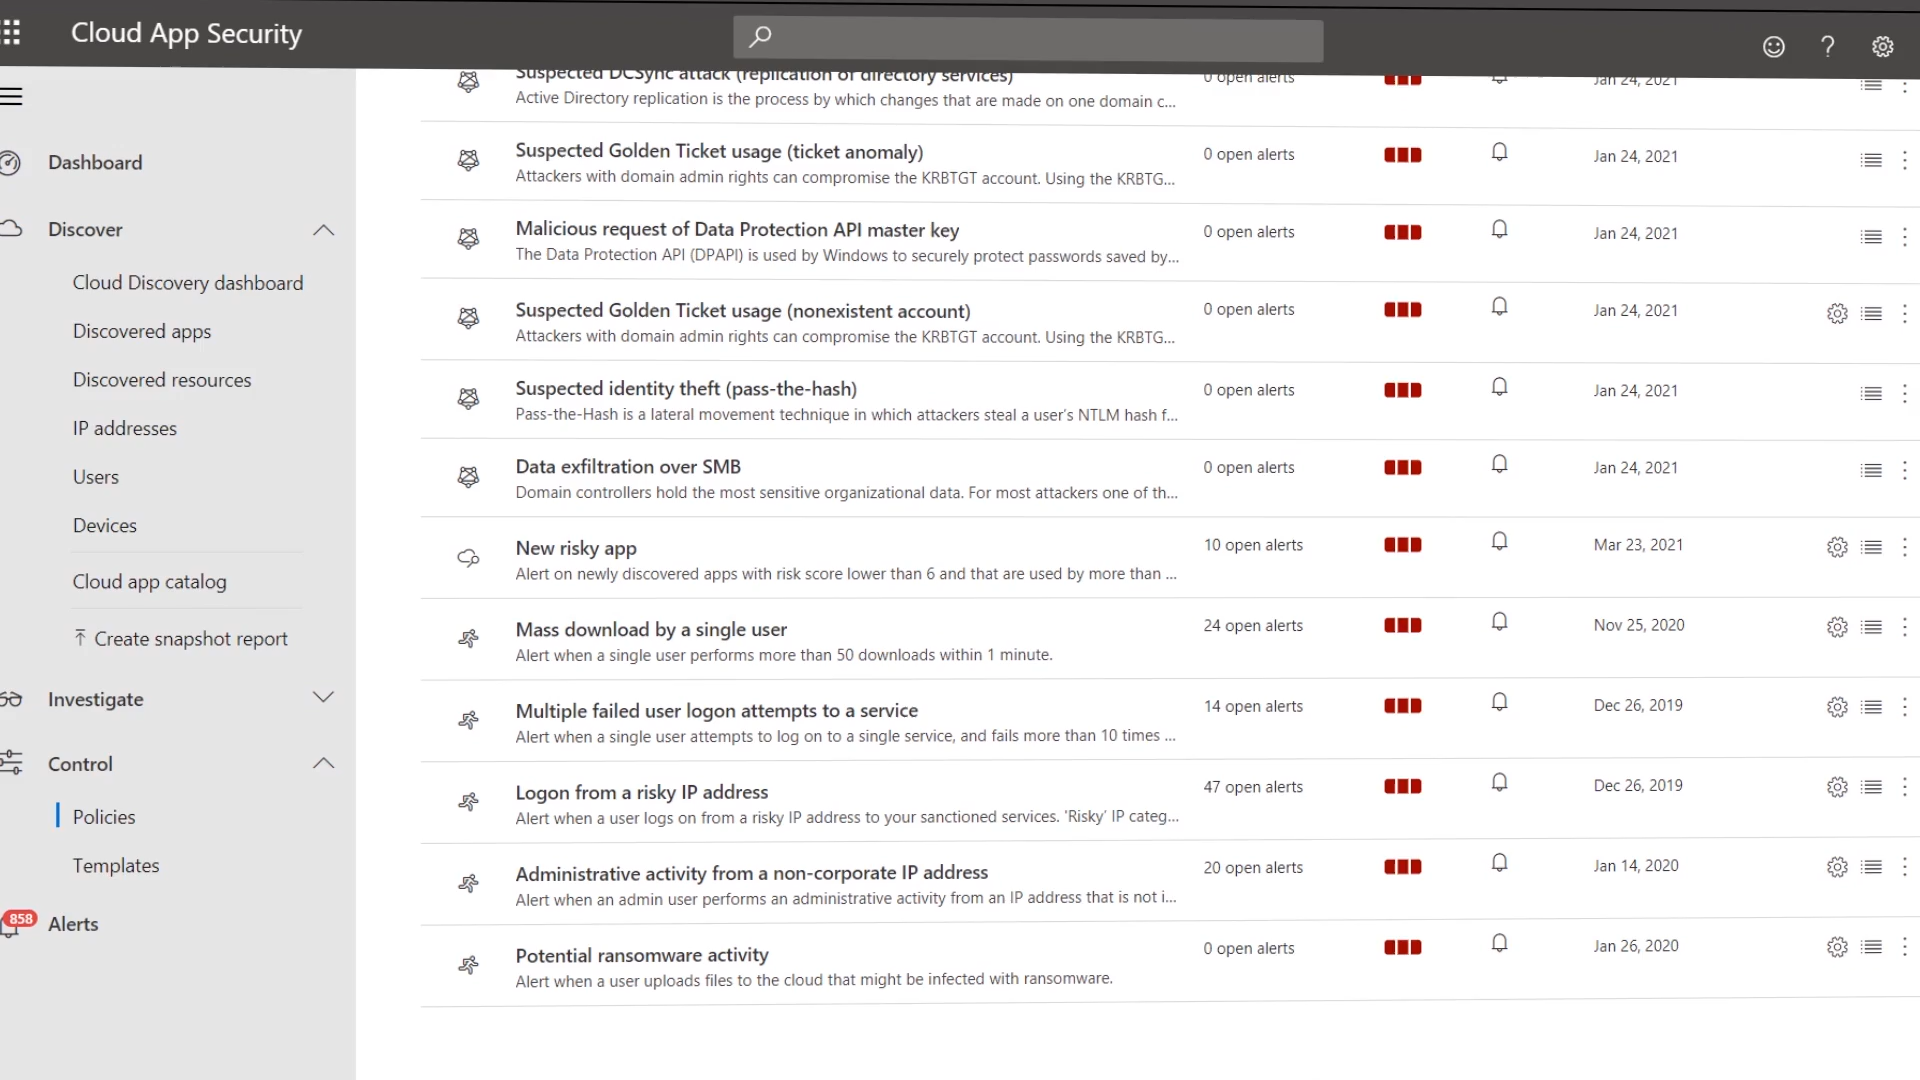 Cloud App Security
Dashboard
Discover
Cloud Discovery dashboard
Discovered apps
Discovered resources
IP addresses
Users
Devices
Cloud app catalog
Create snapshot report
Investigate
Control
Policies
Templates
858
Alerts
Suspected DCSync attack (replication of directory services)
Active Directory replication is the process by which changes that are made on one domain c...
0 open alerts
Jan 24, 2021
Suspected Golden Ticket usage (ticket anomaly)
Attackers with domain admin rights can compromise the KRBTGT account. Using the KRBTG...
0 open alerts
Jan 24, 2021
Malicious request of Data Protection API master key
The Data Protection API (DPAPI) is used by Windows to securely protect passwords saved by...
0 open alerts
Jan 24, 2021
Suspected Golden Ticket usage (nonexistent account)
Attackers with domain admin rights can compromise the KRBTGT account. Using the KRBTG...
0 open alerts
Jan 24, 2021
Suspected identity theft (pass-the-hash)
Pass-the-Hash is a lateral movement technique in which attackers steal a user's NTLM hash f...
0 open alerts
Jan 24, 2021
Data exfiltration over SMB
Domain controllers hold the most sensitive organizational data. For most attackers one of th...
0 open alerts
Jan 24, 2021
New risky app
Alert on newly discovered apps with risk score lower than 6 and that are used by more than ...
10 open alerts
Mar 23, 2021
Mass download by a single user
Alert when a single user performs more than 50 downloads within 1 minute.
24 open alerts
Nov 25, 2020
Multiple failed user logon attempts to a service
Alert when a single user attempts to log on to a single service, and fails more than 10 times ...
14 open alerts
Dec 26, 2019
Logon from a risky IP address
Alert when a user logs on from a risky IP address to your sanctioned services. 'Risky' IP categ...
47 open alerts
Dec 26, 2019
Administrative activity from a non-corporate IP address
Alert when an admin user performs an administrative activity from an IP address that is not i...
20 open alerts
Jan 14, 2020
Potential ransomware activity
Alert when a user uploads files to the cloud that might be infected with ransomware.
0 open alerts
Jan 26, 2020